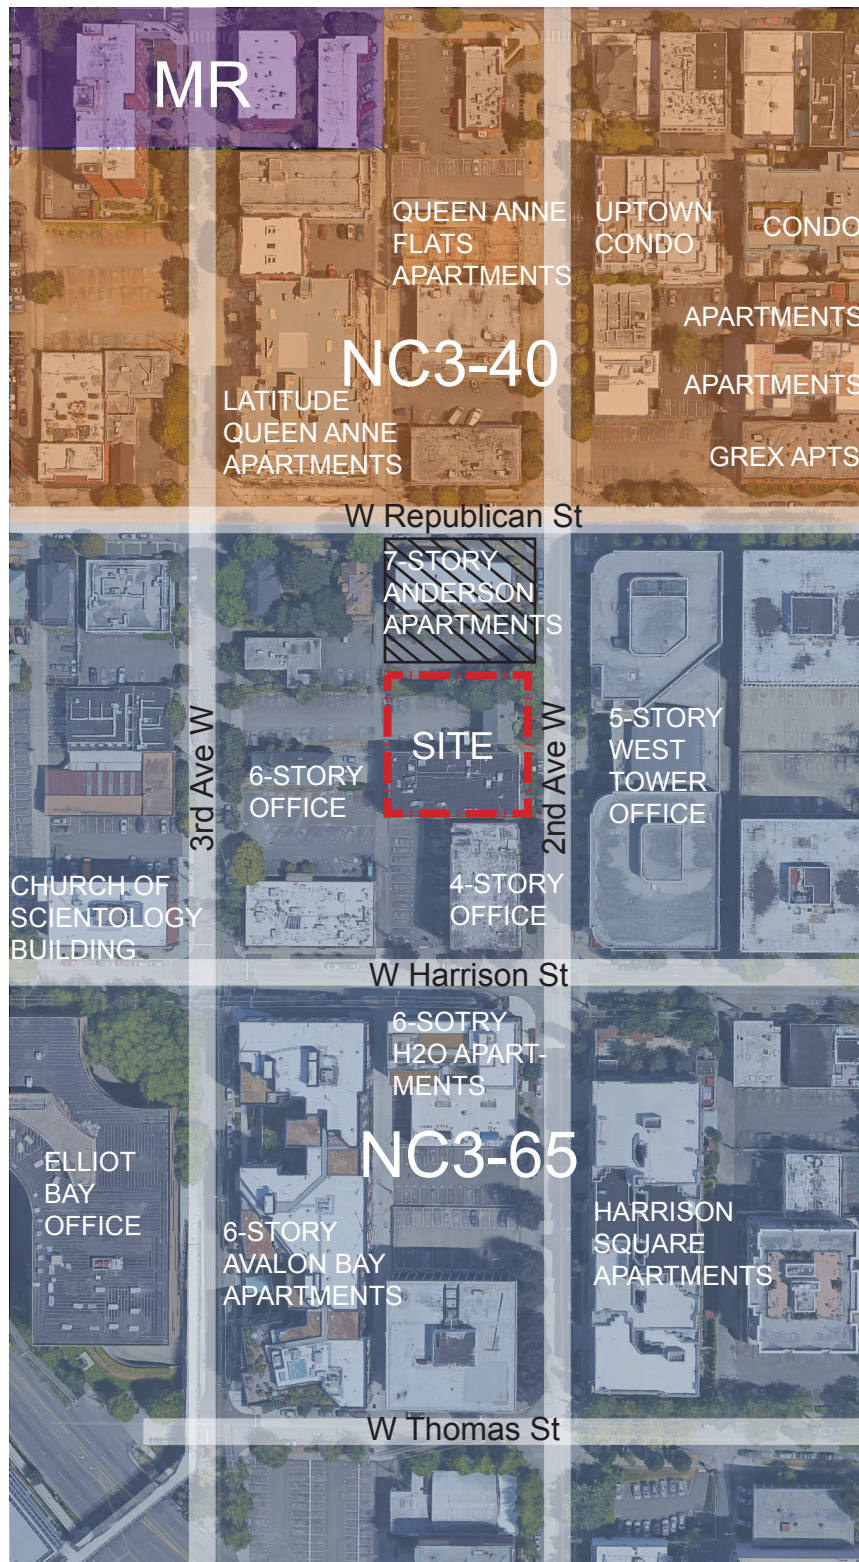 MR
QUEEN ANNE
FLATS
APARTMENTS
UPTOWN
CONDO
CONDO
APARTMENTS
NC3-40
APARTMENTS
LATITUDE
QUEEN ANNE
APARTMENTS
GREX APTS
W Republican St
7-STORY
ANDERSON
APARTMENTS
3rd Ave W
6-STORY
OFFICE
SITE
2nd Ave W
5-STORY
WEST
TOWER
OFFICE
CHURCH OF
SCIENTOLOGY
BUILDING
4-STORY
OFFICE
W Harrison St
6-SOTRY
H2O APART-
MENTS
NC3-65
ELLIOT
BAY
OFFICE
6-STORY
AVALON BAY
APARTMENTS
HARRISON
SQUARE
APARTMENTS
W Thomas St